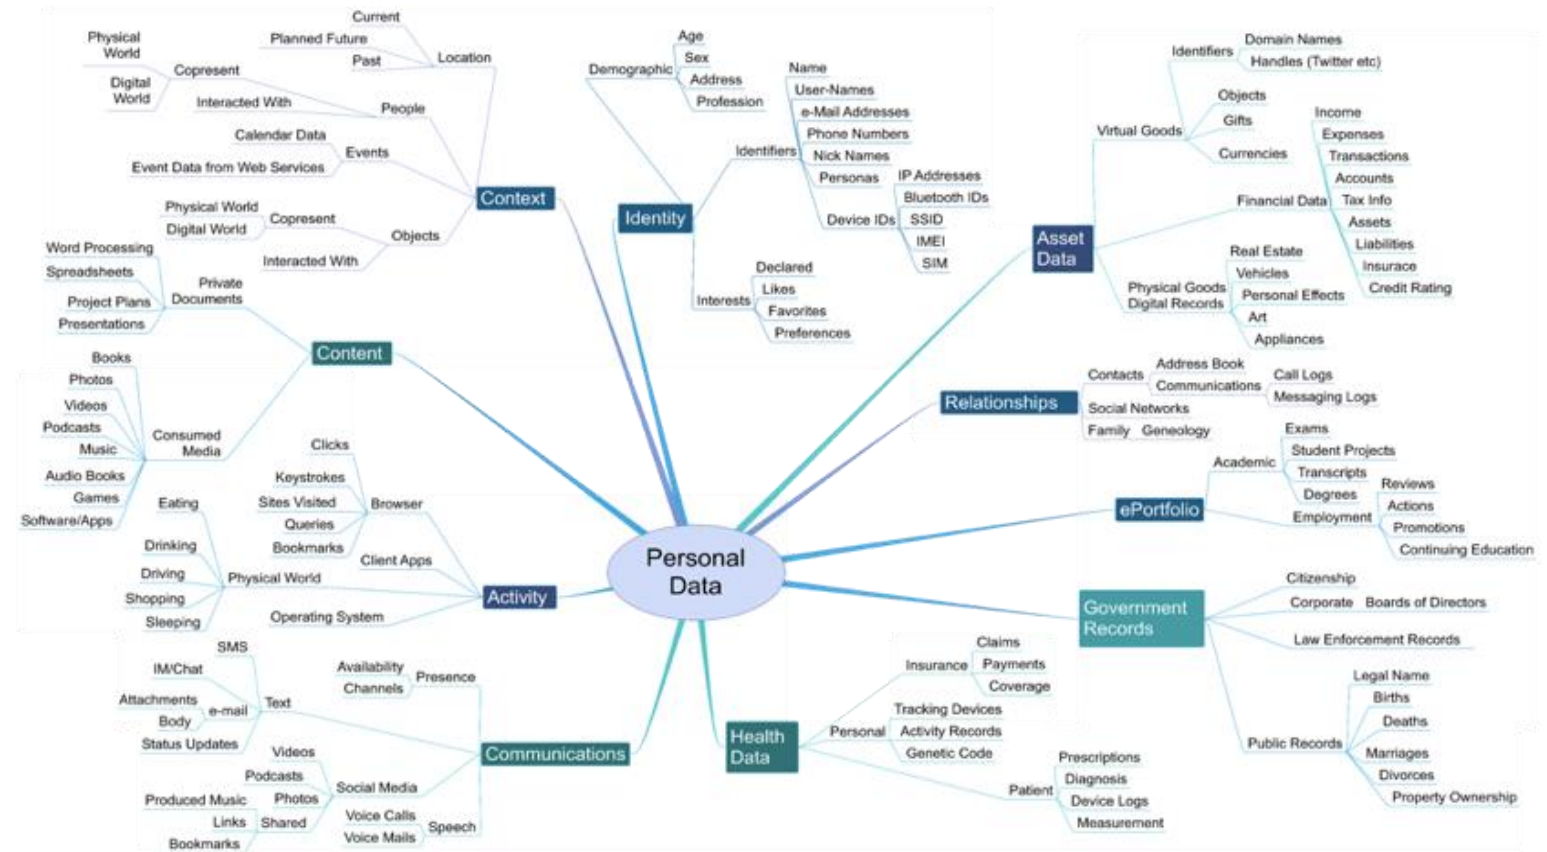 Personal
Data
Context
Location
Current
Planned Future
Past
People
Copresent
Physical
World
Digital
World
Interacted With
Events
Calendar Data
Event Data from Web Services
Objects
Copresent
Physical World
Digital World
Interacted With
Content
Private
Documents
Word Processing
Spreadsheets
Project Plans
Presentations
Consumed
Media
Books
Photos
Videos
Podcasts
Music
Audio Books
Games
Software/Apps
Activity
Browser
Clicks
Keystrokes
Sites Visited
Queries
Bookmarks
Client Apps
Physical World
Eating
Drinking
Driving
Shopping
Sleeping
Operating System
Communications
Presence
Availability
Channels
Text
SMS
IM/Chat
e-mail
Attachments
Body
Status Updates
Social Media
Videos
Podcasts
Photos
Shared
Produced Music
Links
Bookmarks
Speech
Voice Calls
Voice Mails
Identity
Demographic
Age
Sex
Address
Profession
Identifiers
Name
User-Names
e-Mail Addresses
Phone Numbers
Nick Names
Personas
Device IDs
IP Addresses
Bluetooth IDs
SSID
IMEI
SIM
Interests
Declared
Likes
Favorites
Preferences
Asset
Data
Virtual Goods
Identifiers
Domain Names
Handles (Twitter etc)
Objects
Gifts
Currencies
Financial Data
Income
Expenses
Transactions
Accounts
Tax Info
Assets
Liabilities
Insurace
Credit Rating
Physical Goods
Digital Records
Real Estate
Vehicles
Personal Effects
Art
Appliances
Relationships
Contacts
Address Book
Communications
Call Logs
Messaging Logs
Social Networks
Family Geneology
ePortfolio
Academic
Exams
Student Projects
Transcripts
Degrees
Employment
Reviews
Actions
Promotions
Continuing Education
Government
Records
Citizenship
Corporate Boards of Directors
Law Enforcement Records
Public Records
Legal Name
Births
Deaths
Marriages
Divorces
Property Ownership
Health
Data
Insurance
Claims
Payments
Coverage
Personal
Tracking Devices
Activity Records
Genetic Code
Patient
Prescriptions
Diagnosis
Device Logs
Measurement